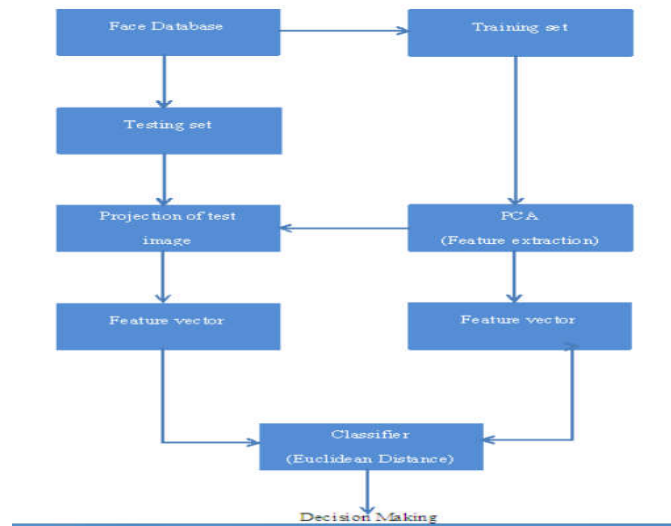 Face Database
Training set
Testing set
Projection of test
image
PCA
(Feature extraction)
Feature vector
Feature vector
Classifier
(Euclidean Distance)
Decision Making